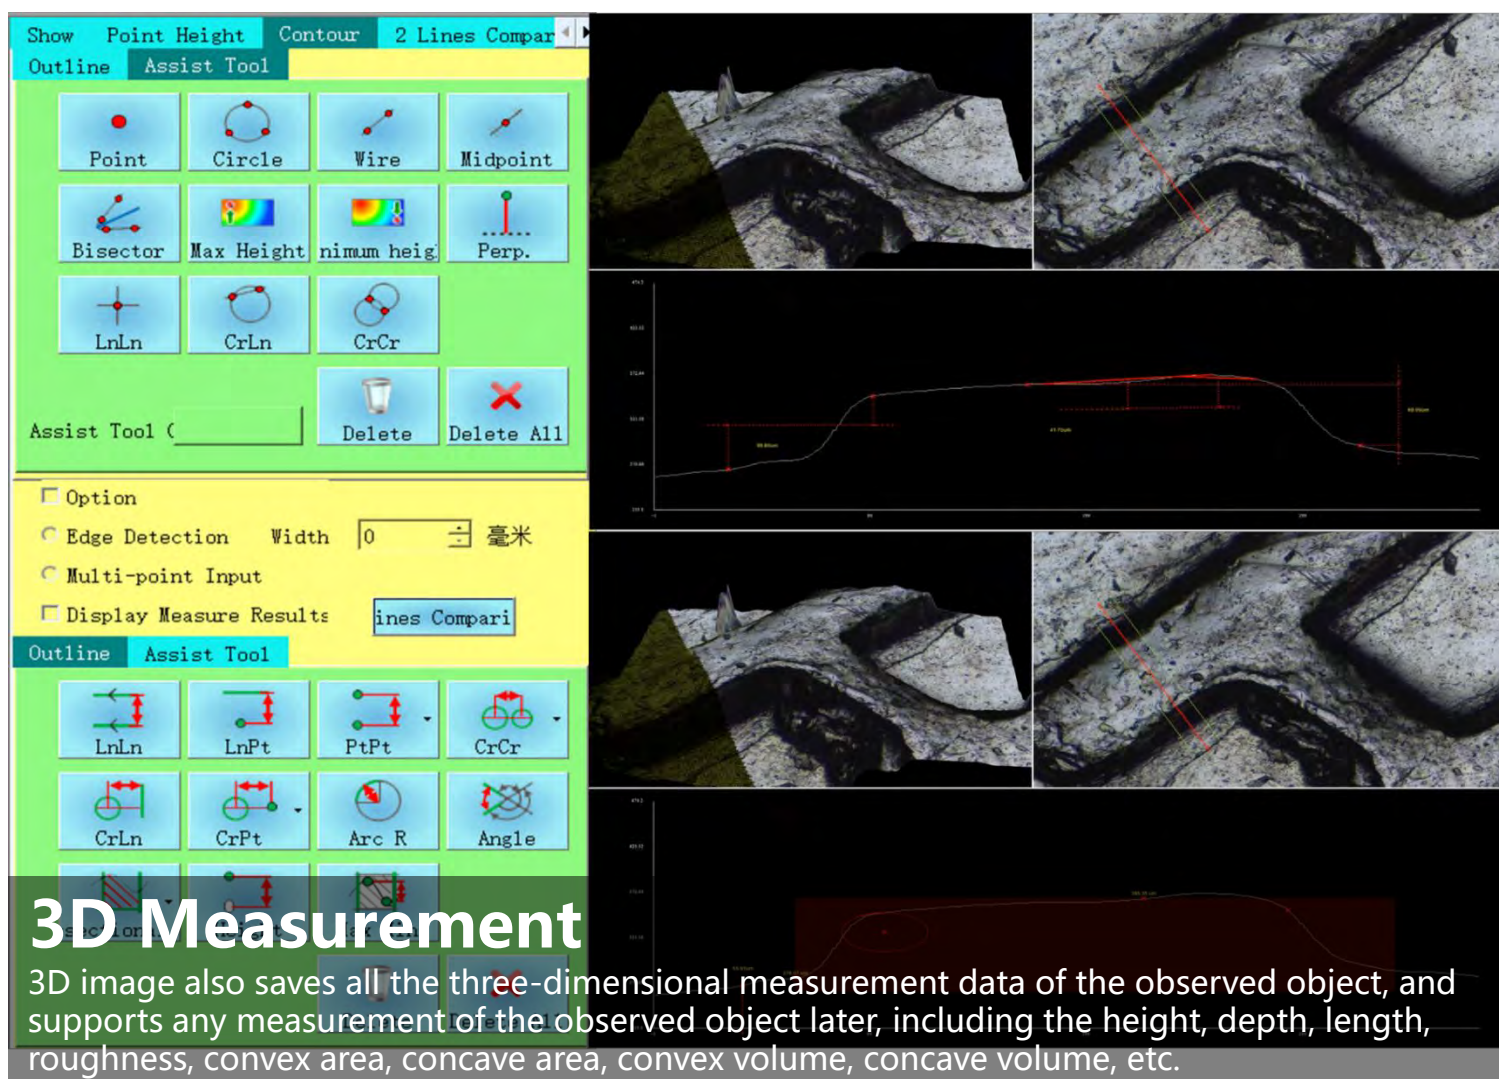 Show Point Height Contour 2 Lines Compar
Outline Assist Tool
Point Circle Wire Midpoint
Bisector Max Height nimum heig Perp.
LnLn CrLn CrCr
Assist Tool (
Delete Delete All
Option
Edge Detection Width 0 毫米
Multi-point Input
Display Measure Results ines Compari
Outline Assist Tool
LnLn LnPt PtPt CrCr
CrLn CrPt Arc R Angle
3D Measurement
3D image also saves all the three-dimensional measurement data of the observed object, and
supports any measurement of the observed object later, including the height, depth, length,
roughness, convex area, concave area, convex volume, concave volume, etc.